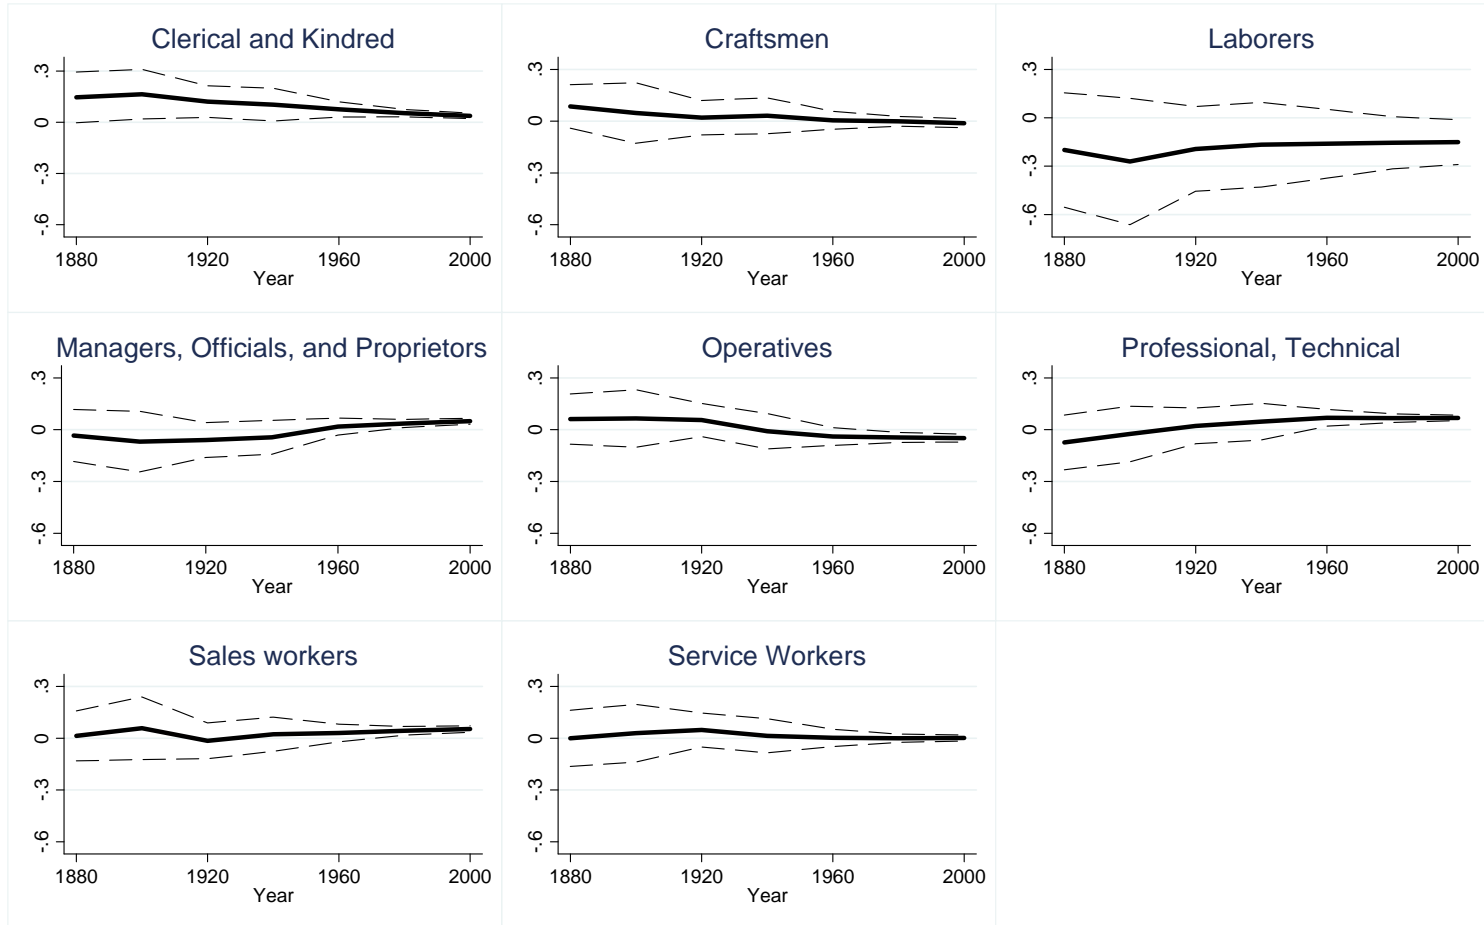 Clerical and Kindred
.3
0
-.3
-.6
1880 1920 1960 2000
Year
Craftsmen
.3
0
-.3
-.6
1880 1920 1960 2000
Year
Laborers
.3
0
-.3
-.6
1880 1920 1960 2000
Year
Managers, Officials, and Proprietors
.3
0
-.3
-.6
1880 1920 1960 2000
Year
Operatives
.3
0
-.3
-.6
1880 1920 1960 2000
Year
Professional, Technical
.3
0
-.3
-.6
1880 1920 1960 2000
Year
Sales workers
.3
0
-.3
-.6
1880 1920 1960 2000
Year
Service Workers
.3
0
-.3
-.6
1880 1920 1960 2000
Year